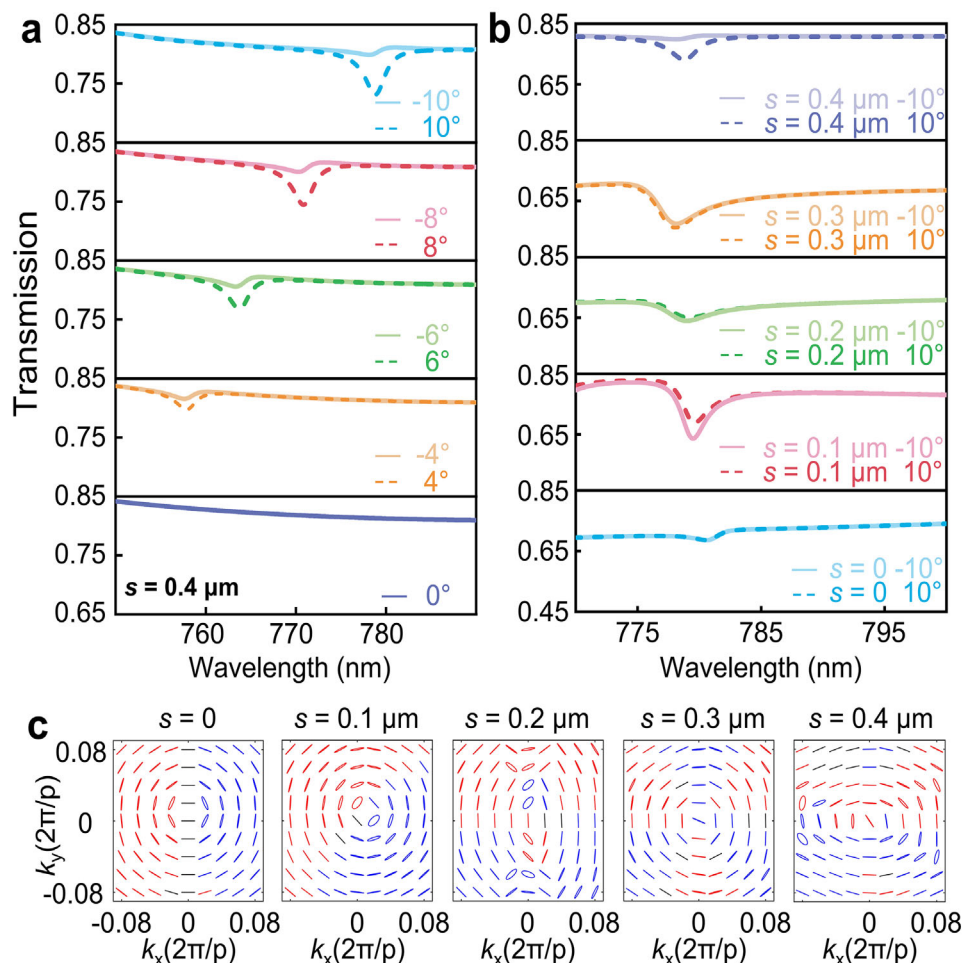 a
Transmission
0.85
0.75
0.85
0.75
0.85
0.75
0.85
0.75
0.85
0.75
0.65
-10°
10°
-8°
8°
-6°
6°
-4°
4°
s = 0.4 µm
0°
760 770 780
Wavelength (nm)
b
0.85
0.65
0.85
0.65
0.85
0.65
0.85
0.65
0.85
0.65
0.45
s = 0.4 µm -10°
s = 0.4 µm 10°
s = 0.3 µm -10°
s = 0.3 µm 10°
s = 0.2 µm -10°
s = 0.2 µm 10°
s = 0.1 µm -10°
s = 0.1 µm 10°
s = 0 -10°
s = 0 10°
775 785 795
Wavelength (nm)
c
s = 0 s = 0.1 µm s = 0.2 µm s = 0.3 µm s = 0.4 µm
0.08
0
-0.08
k_y(2π/p)
-0.08 0 0.08 0 0.08 0 0.08 0 0.08 0 0.08
k_x(2π/p) k_x(2π/p) k_x(2π/p) k_x(2π/p) k_x(2π/p)